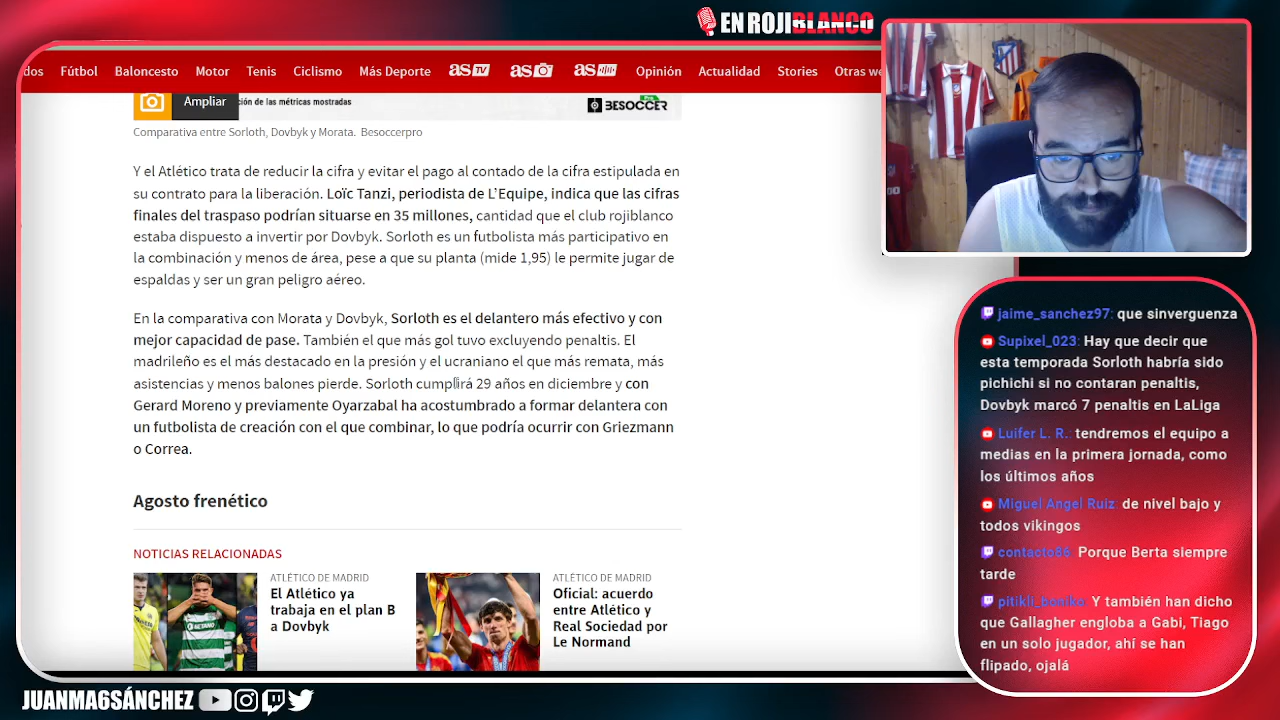 EN ROJIBLANCO
dos Fútbol Baloncesto Motor Tenis Ciclismo Más Deporte as TV as as Opinión Actualidad Stories Otras we
Ampliar
ción de las métricas mostradas
BESOCCER
Pro
Comparativa entre Sorloth, Dovbyk y Morata. Besoccerpro
Y el Atlético trata de reducir la cifra y evitar el pago al contado de la cifra estipulada en
su contrato para la liberación. Loïc Tanzi, periodista de L’Equipe, indica que las cifras
finales del traspaso podrían situarse en 35 millones, cantidad que el club rojiblanco
estaba dispuesto a invertir por Dovbyk. Sorloth es un futbolista más participativo en
la combinación y menos de área, pese a que su planta (mide 1,95) le permite jugar de
espaldas y ser un gran peligro aéreo.
En la comparativa con Morata y Dovbyk, Sorloth es el delantero más efectivo y con
mejor capacidad de pase. También el que más gol tuvo excluyendo penaltis. El
madrileño es el más destacado en la presión y el ucraniano el que más remata, más
asistencias y menos balones pierde. Sorloth cumplirá 29 años en diciembre y con
Gerard Moreno y previamente Oyarzabal ha acostumbrado a formar delantera con
un futbolista de creación con el que combinar, lo que podría ocurrir con Griezmann
o Correa.
Agosto frenético
NOTICIAS RELACIONADAS
ATLÉTICO DE MADRID
El Atlético ya
trabaja en el plan B
a Dovbyk
ATLÉTICO DE MADRID
Oficial: acuerdo
entre Atlético y
Real Sociedad por
Le Normand
jaime_sanchez97: que sinverguenza
Supixel_023: Hay que decir que
esta temporada Sorloth habría sido
pichichi si no contaran penaltis,
Dovbyk marcó 7 penaltis en LaLiga
Luifer L. R.: tendremos el equipo a
medias en la primera jornada, como
los últimos años
Miguel Angel Ruiz: de nivel bajo y
todos vikingos
contacto86: Porque Berta siempre
tarde
pitikli_boniko: Y también han dicho
que Gallagher engloba a Gabi, Tiago
en un solo jugador, ahí se han
flipado, ojalá
JUANMA6SÁNCHEZ